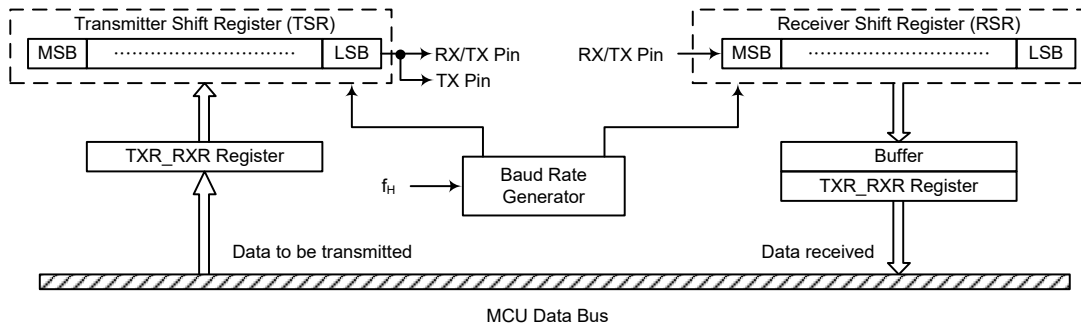 Transmitter Shift Register (TSR)
MSB ........................................ LSB
RX/TX Pin
TX Pin
Receiver Shift Register (RSR)
RX/TX Pin
MSB ........................................ LSB
TXR_RXR Register
fH
Baud Rate
Generator
Buffer
TXR_RXR Register
Data to be transmitted
Data received
MCU Data Bus